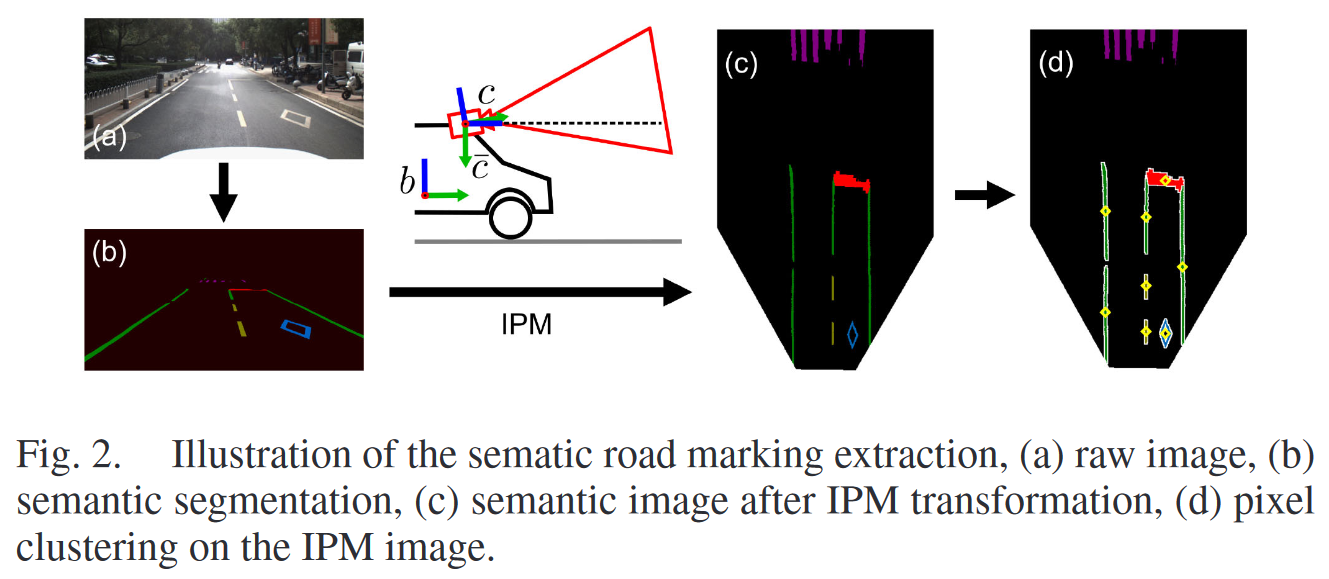 (a)
c
c̅
b
(b)
IPM
(c)
(d)
Fig. 2. Illustration of the sematic road marking extraction, (a) raw image, (b)
semantic segmentation, (c) semantic image after IPM transformation, (d) pixel
clustering on the IPM image.